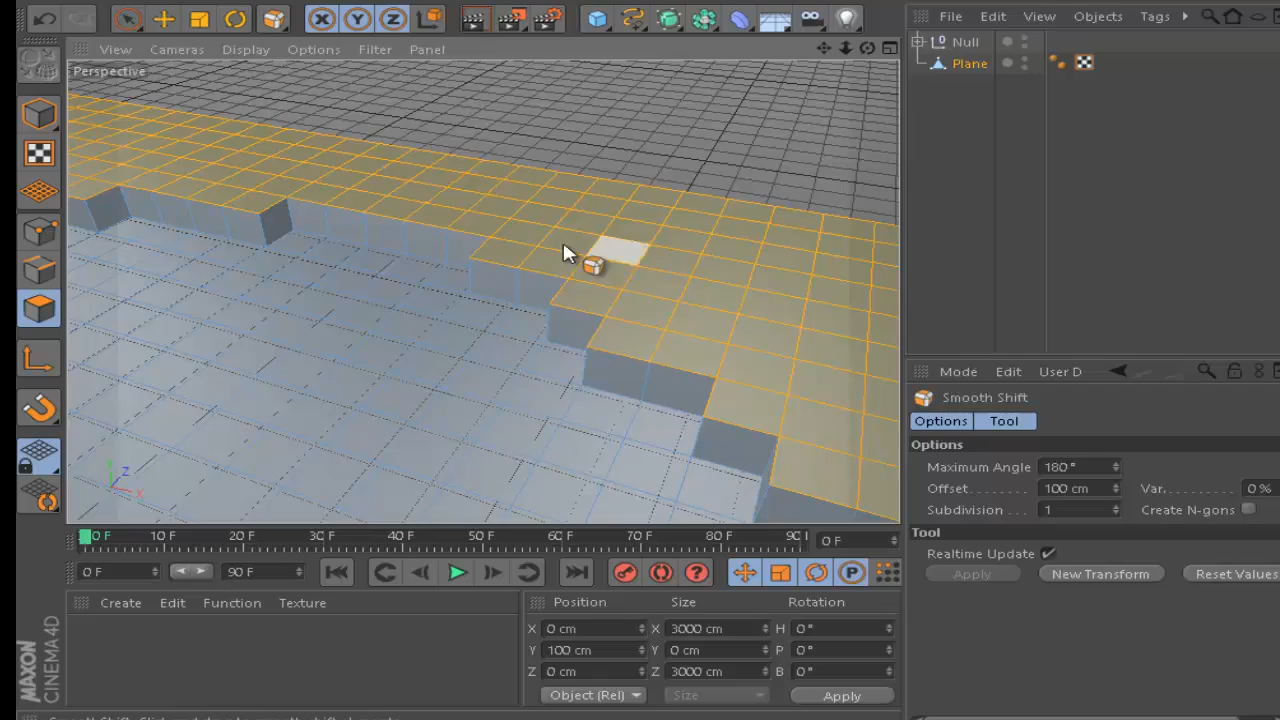 File Edit View Objects Tags
View Cameras Display Options Filter Panel
Null
Plane
Perspective
X Y Z
Mode Edit User D
Smooth Shift
Options Tool
Options
Maximum Angle 180°
Offset 100 cm Var. 0 %
Subdivision 1 Create N-gons
Tool
Realtime Update
Apply New Transform Reset Values
0 F 10 F 20 F 30 F 40 F 50 F 60 F 70 F 80 F 90 0 F
0 F 90 F
Create Edit Function Texture
Position Size Rotation
X 0 cm X 3000 cm H 0°
Y 100 cm Y 0 cm P 0°
Z 0 cm Z 3000 cm B 0°
Object (Rel) Size Apply
MAXON
CINEMA 4D